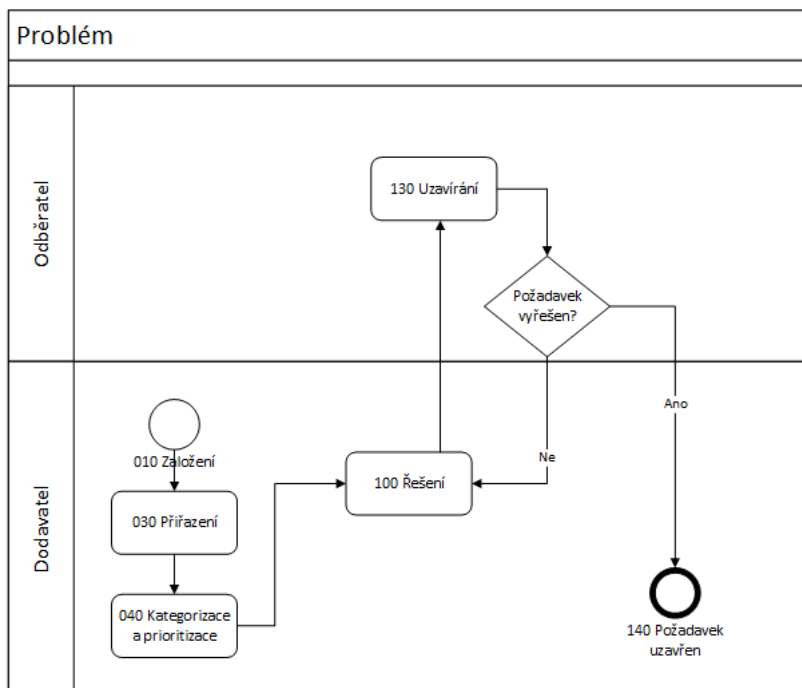 Problém
Odběratel
130 Uzavírání
Požadavek
vyřešen?
Dodavatel
Ano
010 Založení
Ne
100 Řešení
030 Přiřazení
040 Kategorizace
a prioritizace
140 Požadavek
uzavřen